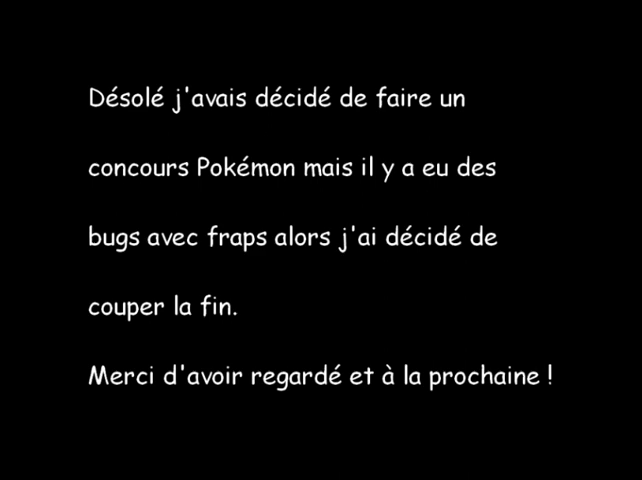 Désolé j'avais décidé de faire un
concours Pokémon mais il y a eu des
bugs avec fraps alors j'ai décidé de
couper la fin.
Merci d'avoir regardé et à la prochaine !